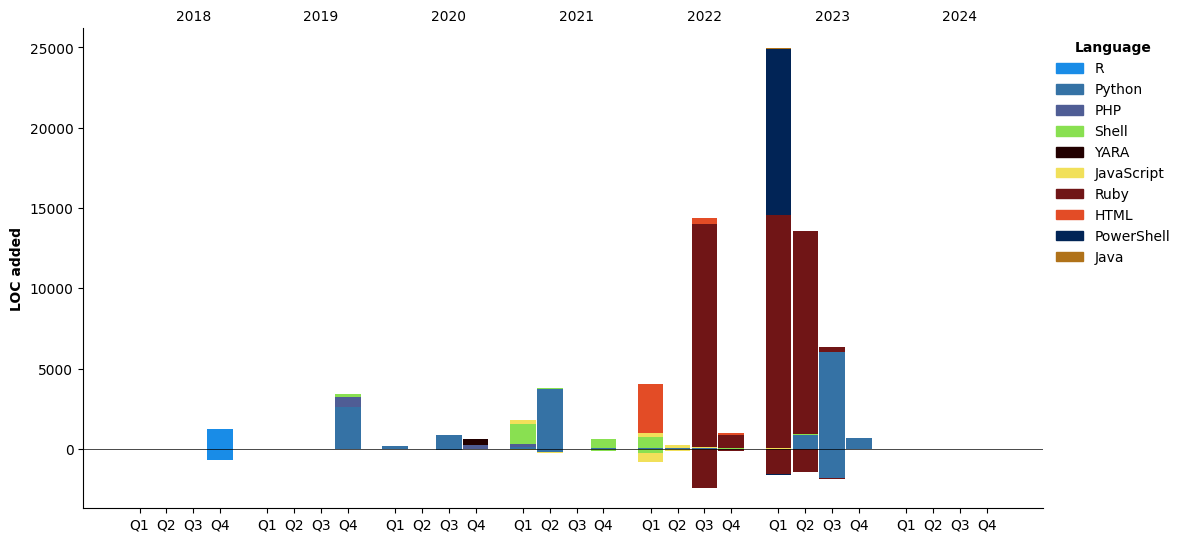 2018 2019 2020 2021 2022 2023 2024
25000
20000
15000
10000
5000
0
LOC added
Q1 Q2 Q3 Q4 Q1 Q2 Q3 Q4 Q1 Q2 Q3 Q4 Q1 Q2 Q3 Q4 Q1 Q2 Q3 Q4 Q1 Q2 Q3 Q4 Q1 Q2 Q3 Q4
Language
R
Python
PHP
Shell
YARA
JavaScript
Ruby
HTML
PowerShell
Java